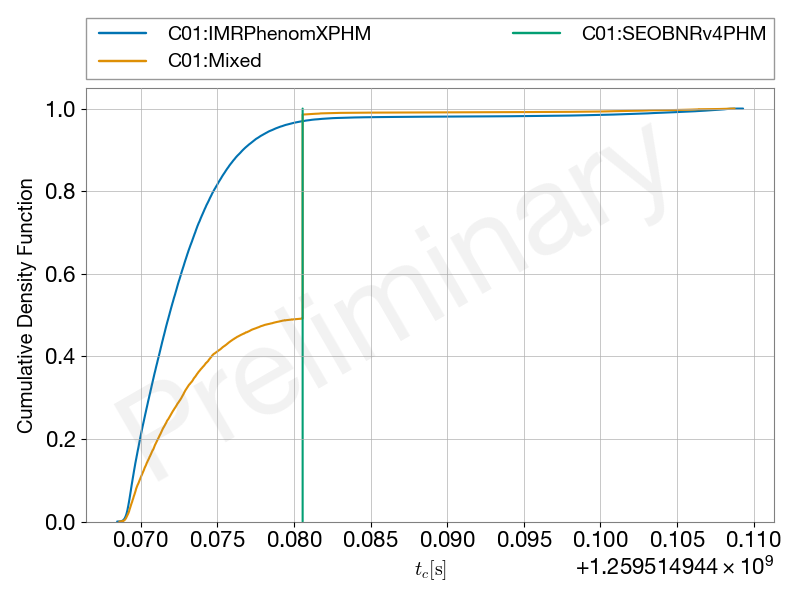 C01:IMRPhenomXPHM
C01:Mixed
C01:SEOBNRv4PHM
1.0
0.8
0.6
0.4
0.2
0.0
Cumulative Density Function
Preliminary
0.070 0.075 0.080 0.085 0.090 0.095 0.100 0.105 0.110
t_c[s]
+1.259514944 × 10⁹